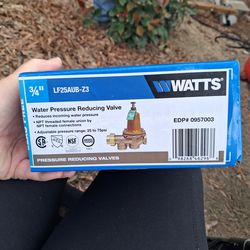 3/4" LF25AUB-Z3 WATTS
Water Pressure Reducing Valve
• Reduces incoming water pressure
• NPT threaded female union by
NPT female connections
• Adjustable pressure range: 25 to 75psi
EDP# 0957003
NSF
PRESSURE REDUCING VALVES